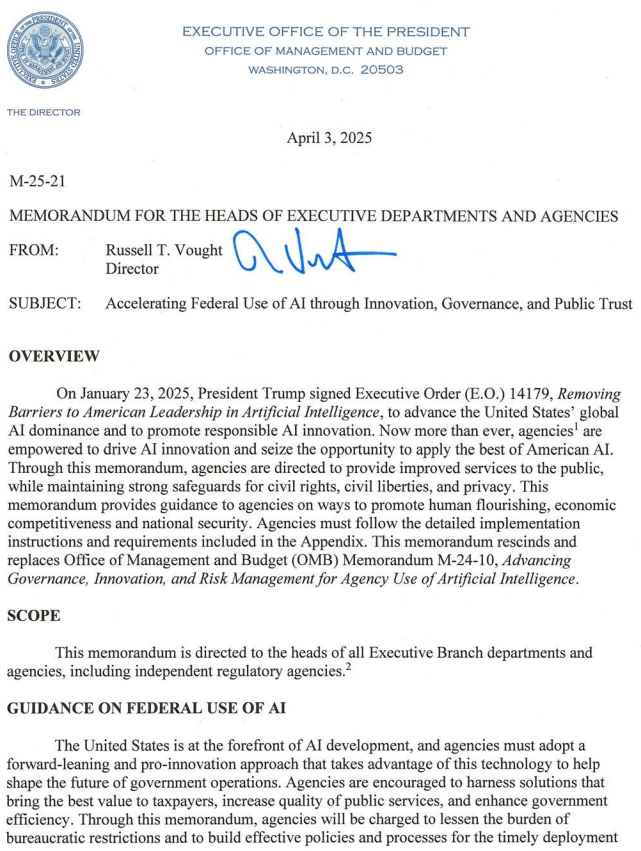 EXECUTIVE OFFICE OF THE PRESIDENT
OFFICE OF MANAGEMENT AND BUDGET
WASHINGTON, D.C. 20503
THE DIRECTOR
April 3, 2025
M-25-21
MEMORANDUM FOR THE HEADS OF EXECUTIVE DEPARTMENTS AND AGENCIES
FROM: Russell T. Vought
Director
SUBJECT: Accelerating Federal Use of AI through Innovation, Governance, and Public Trust
OVERVIEW
On January 23, 2025, President Trump signed Executive Order (E.O.) 14179, Removing
Barriers to American Leadership in Artificial Intelligence, to advance the United States’ global
AI dominance and to promote responsible AI innovation. Now more than ever, agencies¹ are
empowered to drive AI innovation and seize the opportunity to apply the best of American AI.
Through this memorandum, agencies are directed to provide improved services to the public,
while maintaining strong safeguards for civil rights, civil liberties, and privacy. This
memorandum provides guidance to agencies on ways to promote human flourishing, economic
competitiveness and national security. Agencies must follow the detailed implementation
instructions and requirements included in the Appendix. This memorandum rescinds and
replaces Office of Management and Budget (OMB) Memorandum M-24-10, Advancing
Governance, Innovation, and Risk Management for Agency Use of Artificial Intelligence.
SCOPE
This memorandum is directed to the heads of all Executive Branch departments and
agencies, including independent regulatory agencies.²
GUIDANCE ON FEDERAL USE OF AI
The United States is at the forefront of AI development, and agencies must adopt a
forward-leaning and pro-innovation approach that takes advantage of this technology to help
shape the future of government operations. Agencies are encouraged to harness solutions that
bring the best value to taxpayers, increase quality of public services, and enhance government
efficiency. Through this memorandum, agencies will be charged to lessen the burden of
bureaucratic restrictions and to build effective policies and processes for the timely deployment